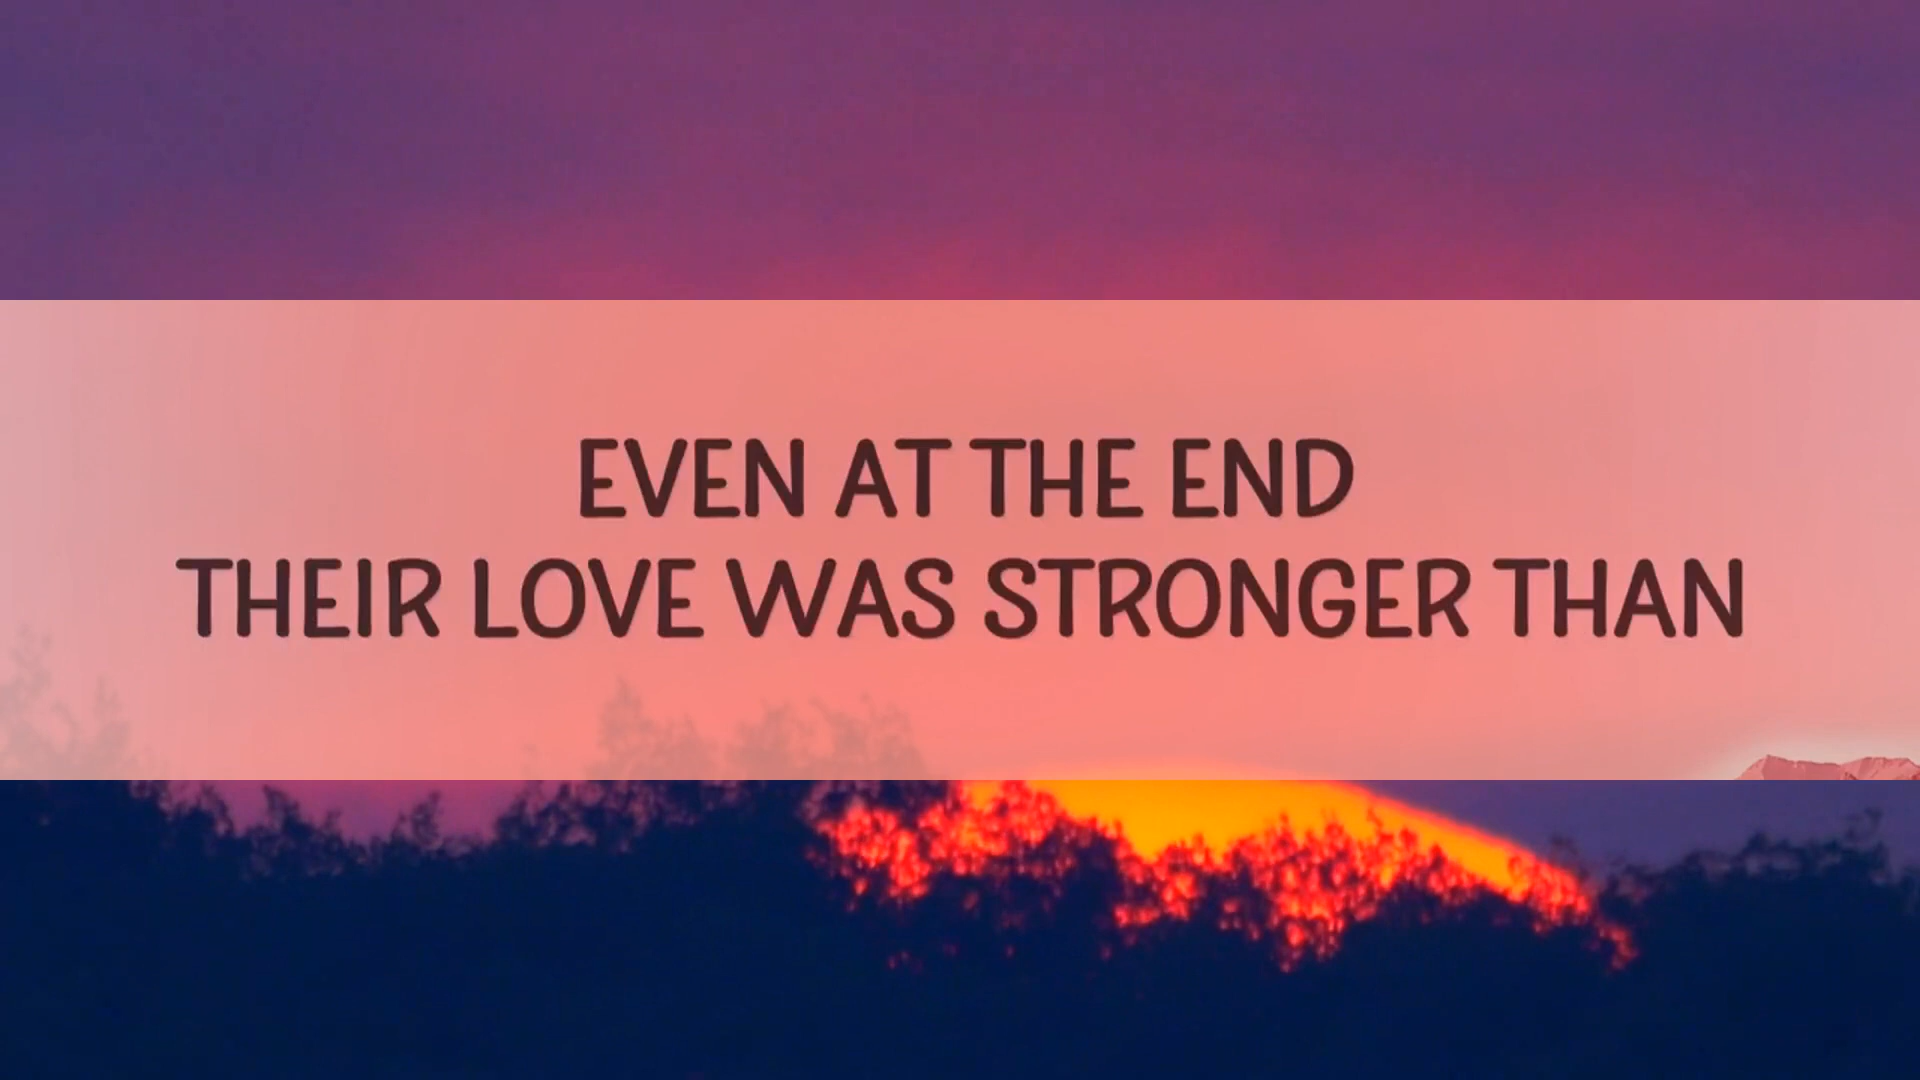 EVEN AT THE END
THEIR LOVE WAS STRONGER THAN